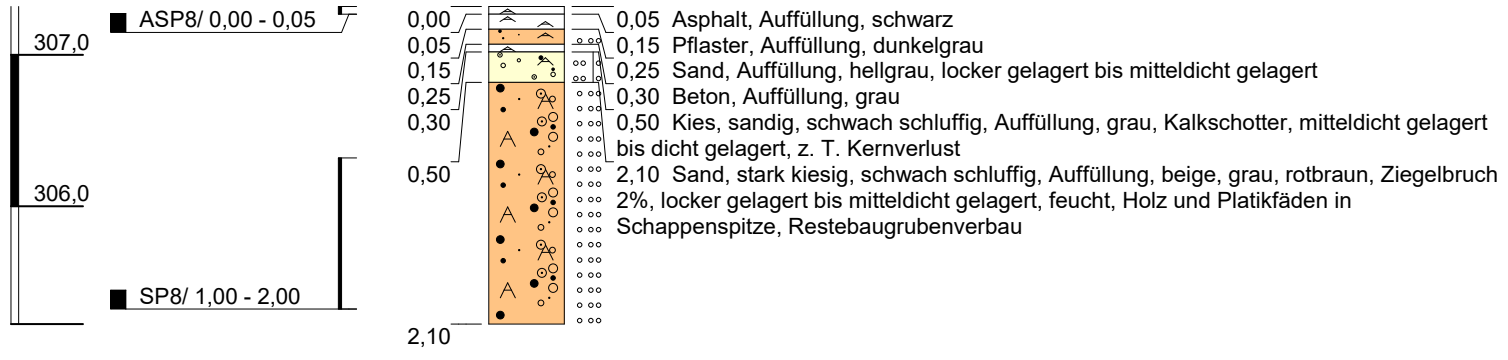 ASP8/ 0,00 - 0,05
307,0
306,0
SP8/ 1,00 - 2,00
0,00
0,05
0,15
0,25
0,30
0,50
2,10
0,05 Asphalt, Auffüllung, schwarz
0,15 Pflaster, Auffüllung, dunkelgrau
0,25 Sand, Auffüllung, hellgrau, locker gelagert bis mitteldicht gelagert
0,30 Beton, Auffüllung, grau
0,50 Kies, sandig, schwach schluffig, Auffüllung, grau, Kalkschotter, mitteldicht gelagert
bis dicht gelagert, z. T. Kernverlust
2,10 Sand, stark kiesig, schwach schluffig, Auffüllung, beige, grau, rotbraun, Ziegelbruch
2%, locker gelagert bis mitteldicht gelagert, feucht, Holz und Platikfäden in
Schappenspitze, Restebaugrubenverbau